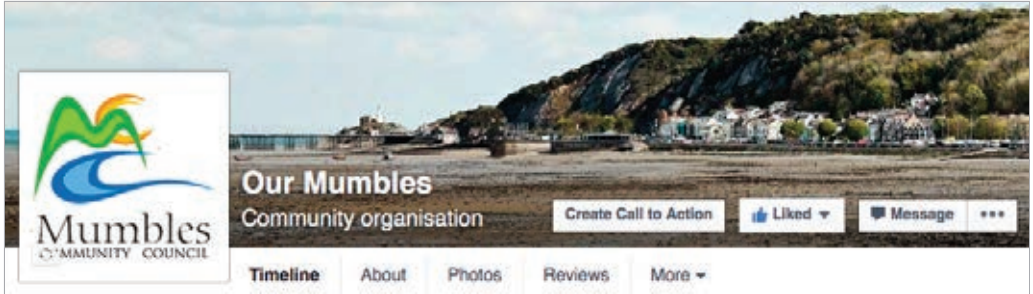 Our Mumbles
Community organisation
Create Call to Action
Liked
Message
Mumbles
COMMUNITY COUNCIL
Timeline
About
Photos
Reviews
More